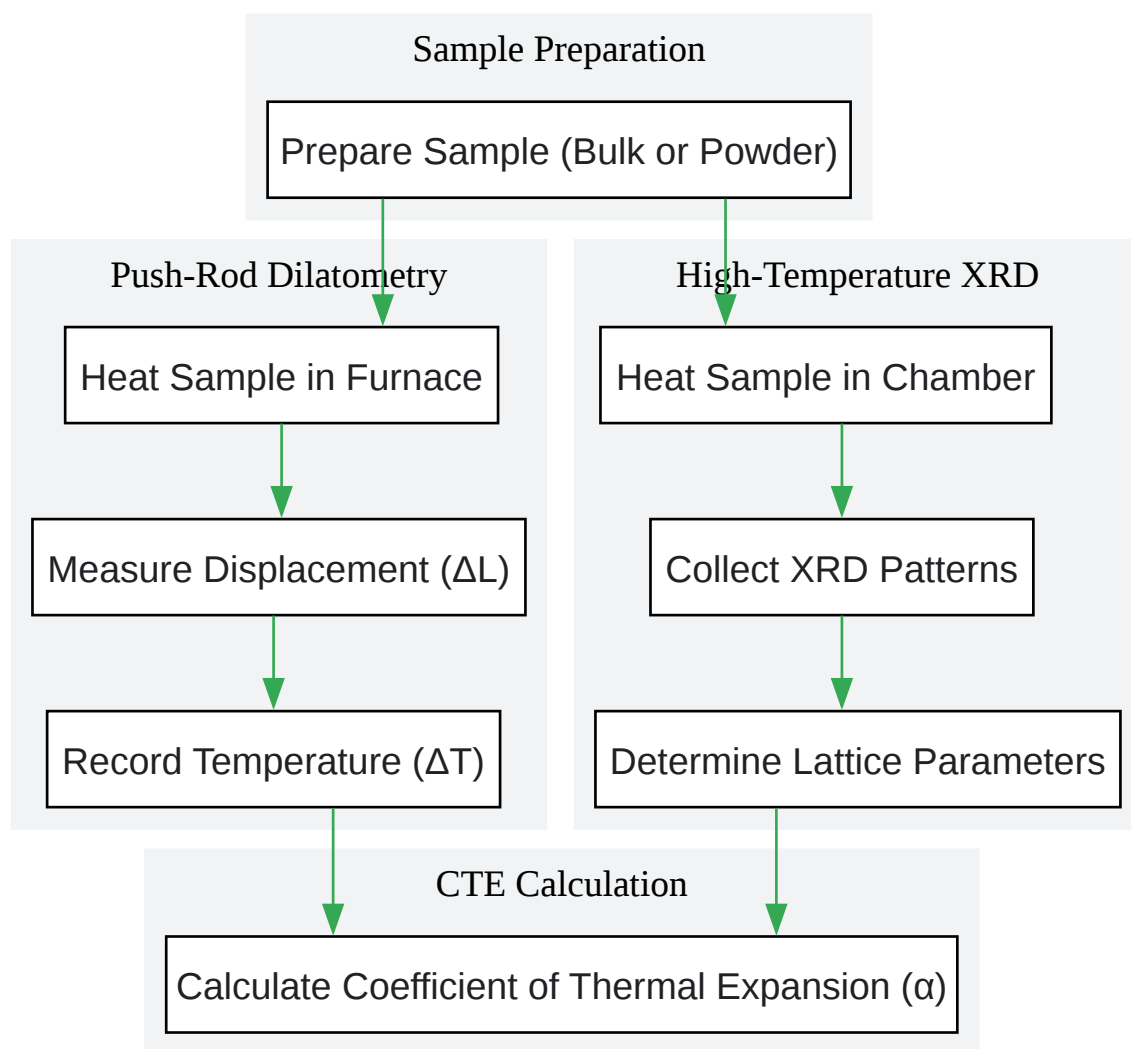 Sample Preparation
Prepare Sample (Bulk or Powder)
Push-Rod Dilatometry
Heat Sample in Furnace
Measure Displacement (ΔL)
Record Temperature (ΔT)
High-Temperature XRD
Heat Sample in Chamber
Collect XRD Patterns
Determine Lattice Parameters
CTE Calculation
Calculate Coefficient of Thermal Expansion (α)